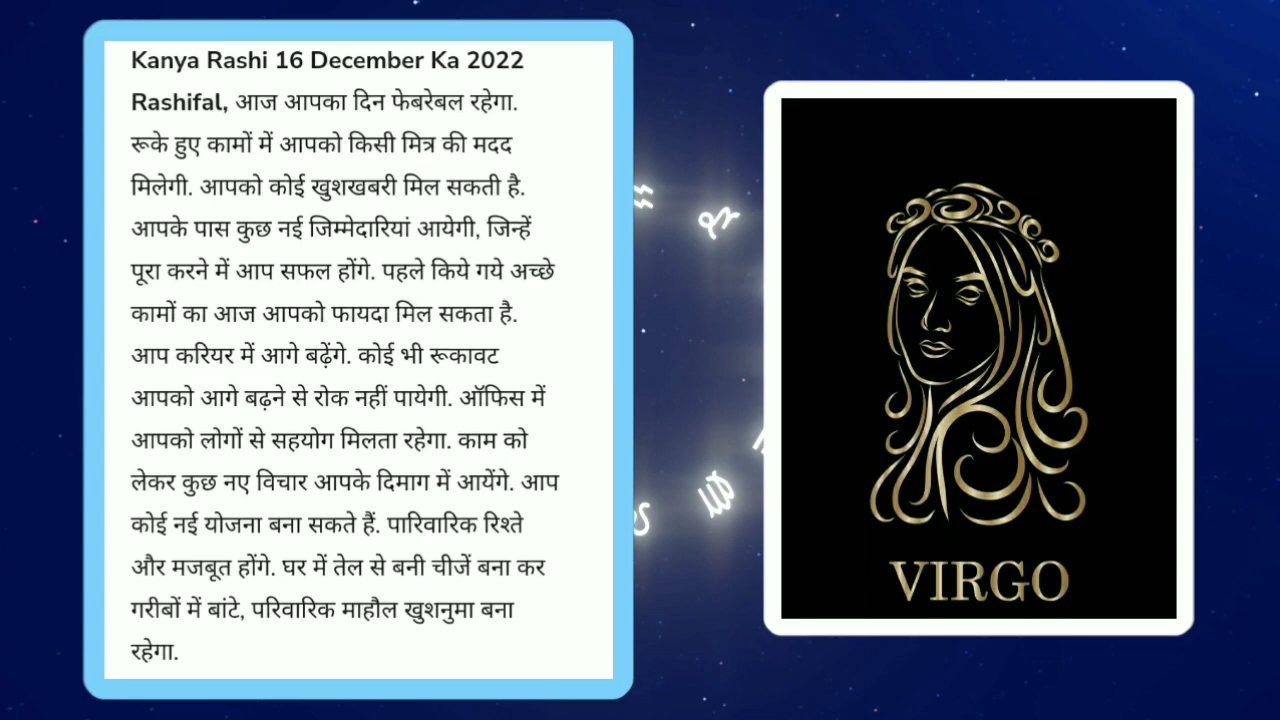 Kanya Rashi 16 December Ka 2022
Rashifal, आज आपका दिन फेबरेबल रहेगा.
रूके हुए कामों में आपको किसी मित्र की मदद
मिलेगी. आपको कोई खुशखबरी मिल सकती है.
आपके पास कुछ नई जिम्मेदारियां आयेगी, जिन्हें
पूरा करने में आप सफल होंगे. पहले किये गये अच्छे
कामों का आज आपको फायदा मिल सकता है.
आप करियर में आगे बढ़ेंगे. कोई भी रूकावट
आपको आगे बढ़ने से रोक नहीं पायेगी. ऑफिस में
आपको लोगों से सहयोग मिलता रहेगा. काम को
लेकर कुछ नए विचार आपके दिमाग में आयेंगे. आप
कोई नई योजना बना सकते हैं. पारिवारिक रिश्ते
और मजबूत होंगे. घर में तेल से बनी चीजें बना कर
गरीबों में बांटे, परिवारिक माहौल खुशनुमा बना
रहेगा.
VIRGO